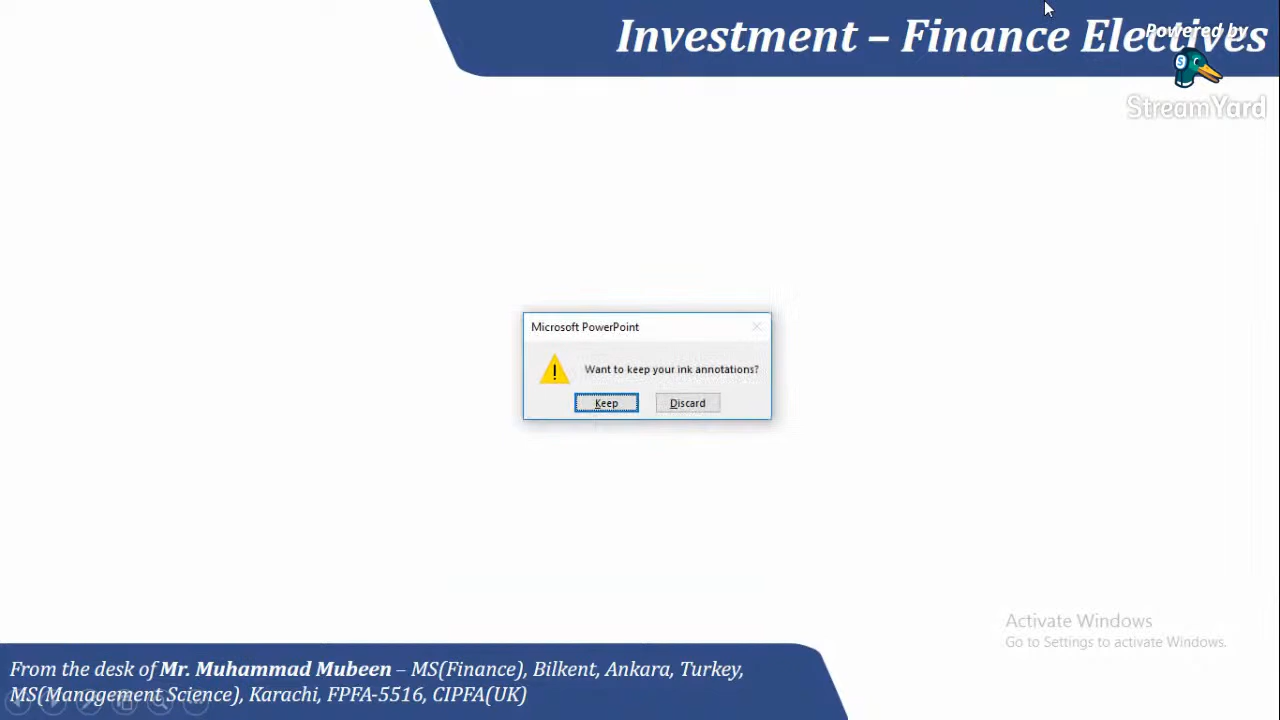 Investment – Finance Electives
Powered by
StreamYard
Microsoft PowerPoint
Want to keep your ink annotations?
Keep
Discard
Activate Windows
Go to Settings to activate Windows.
From the desk of Mr. Muhammad Mubeen – MS(Finance), Bilkent, Ankara, Turkey,
MS(Management Science), Karachi, FPFA-5516, CIPFA(UK)